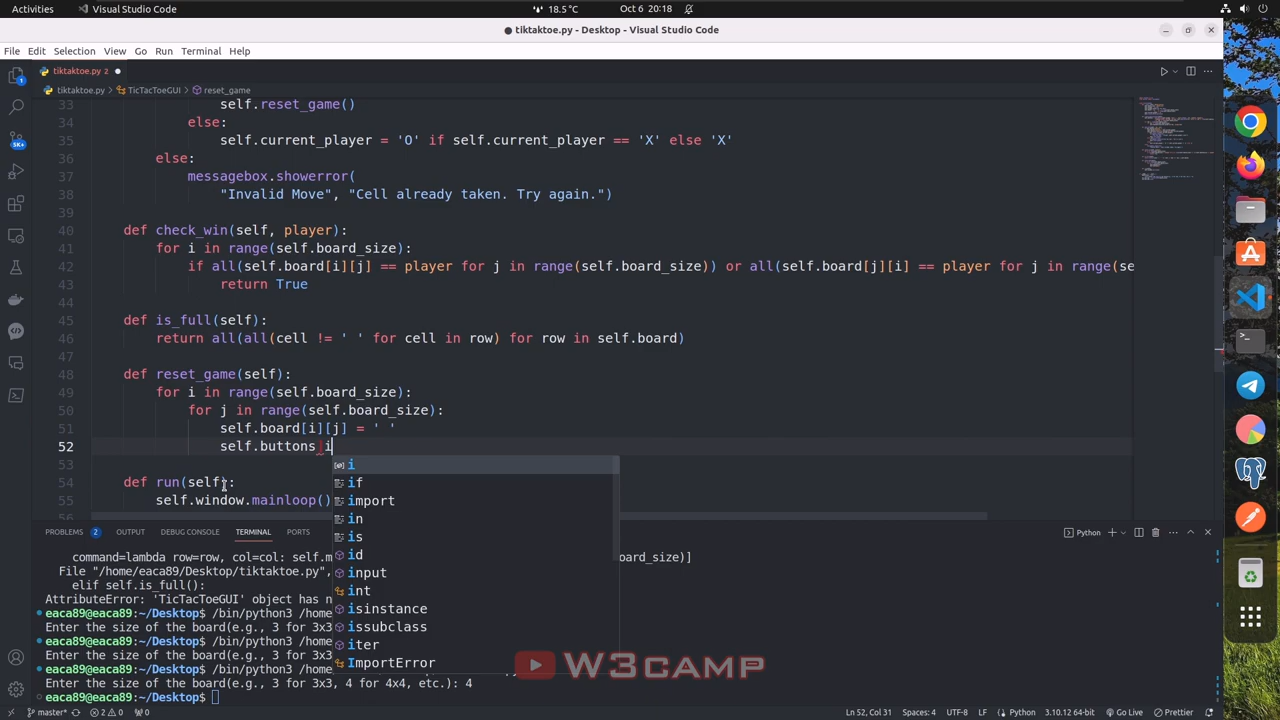 Activities
Visual Studio Code
18.5°C
Oct 6 20:18
● tiktaktoe.py - Desktop - Visual Studio Code
File Edit Selection View Go Run Terminal Help
tiktaktoe.py 2 ●
tiktaktoe.py > TicTacToeGUI > reset_game
33 self.reset_game()
34 else:
35 self.current_player = 'O' if self.current_player == 'X' else 'X'
36 else:
37 messagebox.showerror(
38 "Invalid Move", "Cell already taken. Try again.")
39
40 def check_win(self, player):
41 for i in range(self.board_size):
42 if all(self.board[i][j] == player for j in range(self.board_size)) or all(self.board[j][i] == player for j in range(se
43 return True
44
45 def is_full(self):
46 return all(all(cell != ' ' for cell in row) for row in self.board)
47
48 def reset_game(self):
49 for i in range(self.board_size):
50 for j in range(self.board_size):
51 self.board[i][j] = ' '
52 self.buttons i
53
i
if
import
in
is
id
input
int
isinstance
issubclass
iter
ImportError
54 def run(self):
55 self.window.mainloop()
56
5K+
1
PROBLEMS 2 OUTPUT DEBUG CONSOLE TERMINAL PORTS
Python
command=lambda row=row, col=col: self.m
oard_size)]
File "/home/eaca89/Desktop/tiktaktoe.py",
elif self.is_full():
AttributeError: 'TicTacToeGUI' object has n
eaca89@eaca89:~/Desktop$ /bin/python3 /home
Enter the size of the board(e.g., 3 for 3x3
eaca89@eaca89:~/Desktop$ /bin/python3 /home
Enter the size of the board(e.g., 3 for 3x3
eaca89@eaca89:~/Desktop$ /bin/python3 /home
Enter the size of the board(e.g., 3 for 3x3, 4 for 4x4, etc.): 4
eaca89@eaca89:~/Desktop$
W3camp
master* 2 0 0
Ln 52, Col 31 Spaces: 4 UTF-8 LF Python 3.10.12 64-bit Go Live Prettier